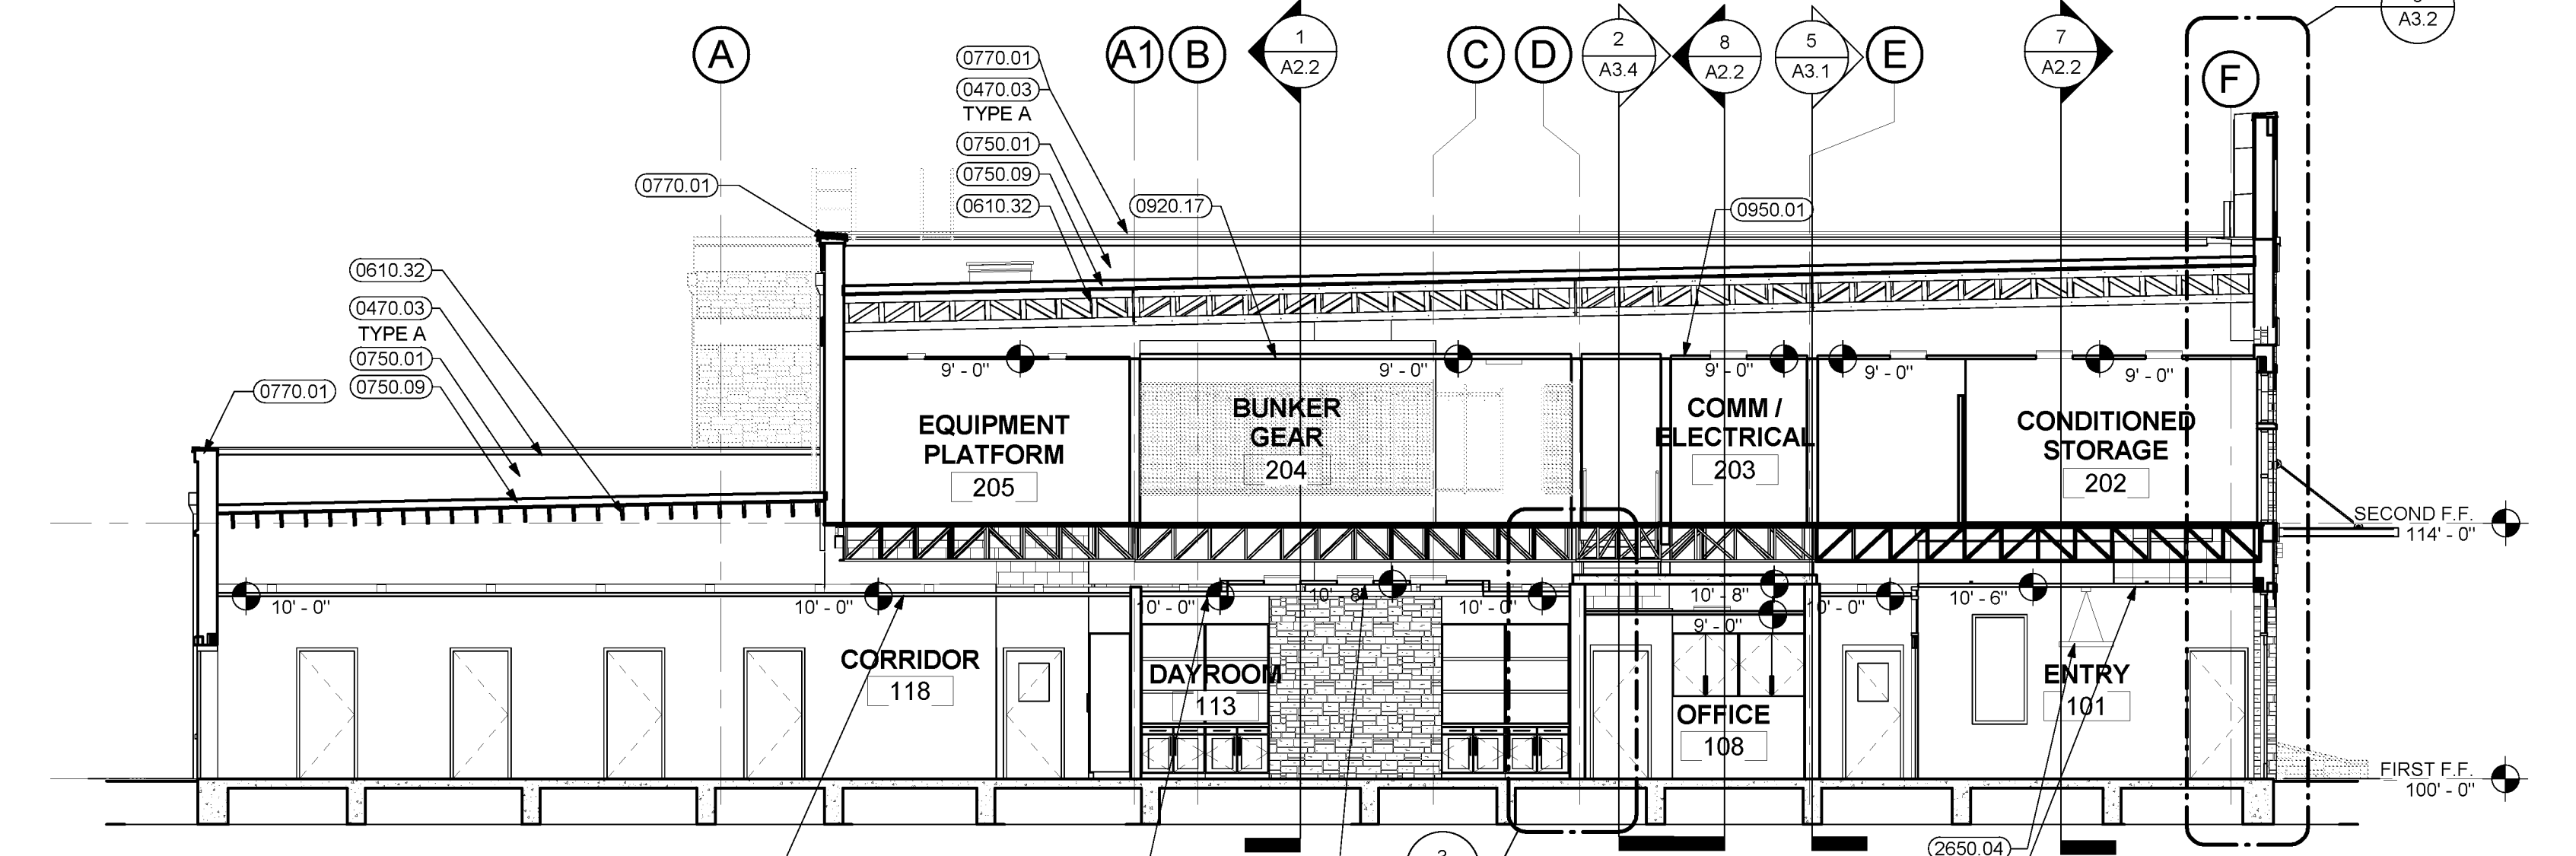 A3.2
A
A1
B
1
A2.2
C
D
2
A3.4
8
A2.2
5
A3.1
E
7
A2.2
F
0770.01
0470.03
TYPE A
0750.01
0750.09
0610.32
0770.01
0920.17
0950.01
0610.32
0470.03
TYPE A
0750.01
0750.09
0770.01
9' - 0"
9' - 0"
9' - 0"
9' - 0"
9' - 0"
EQUIPMENT
PLATFORM
205
BUNKER
GEAR
204
COMM /
ELECTRICAL
203
CONDITIONED
STORAGE
202
SECOND F.F.
114' - 0"
10' - 0"
10' - 0"
10' - 0"
10' - 8"
10' - 0"
10' - 8"
9' - 0"
0' - 0"
10' - 6"
CORRIDOR
118
DAYROOM
113
OFFICE
108
ENTRY
101
FIRST F.F.
100' - 0"
2650.04